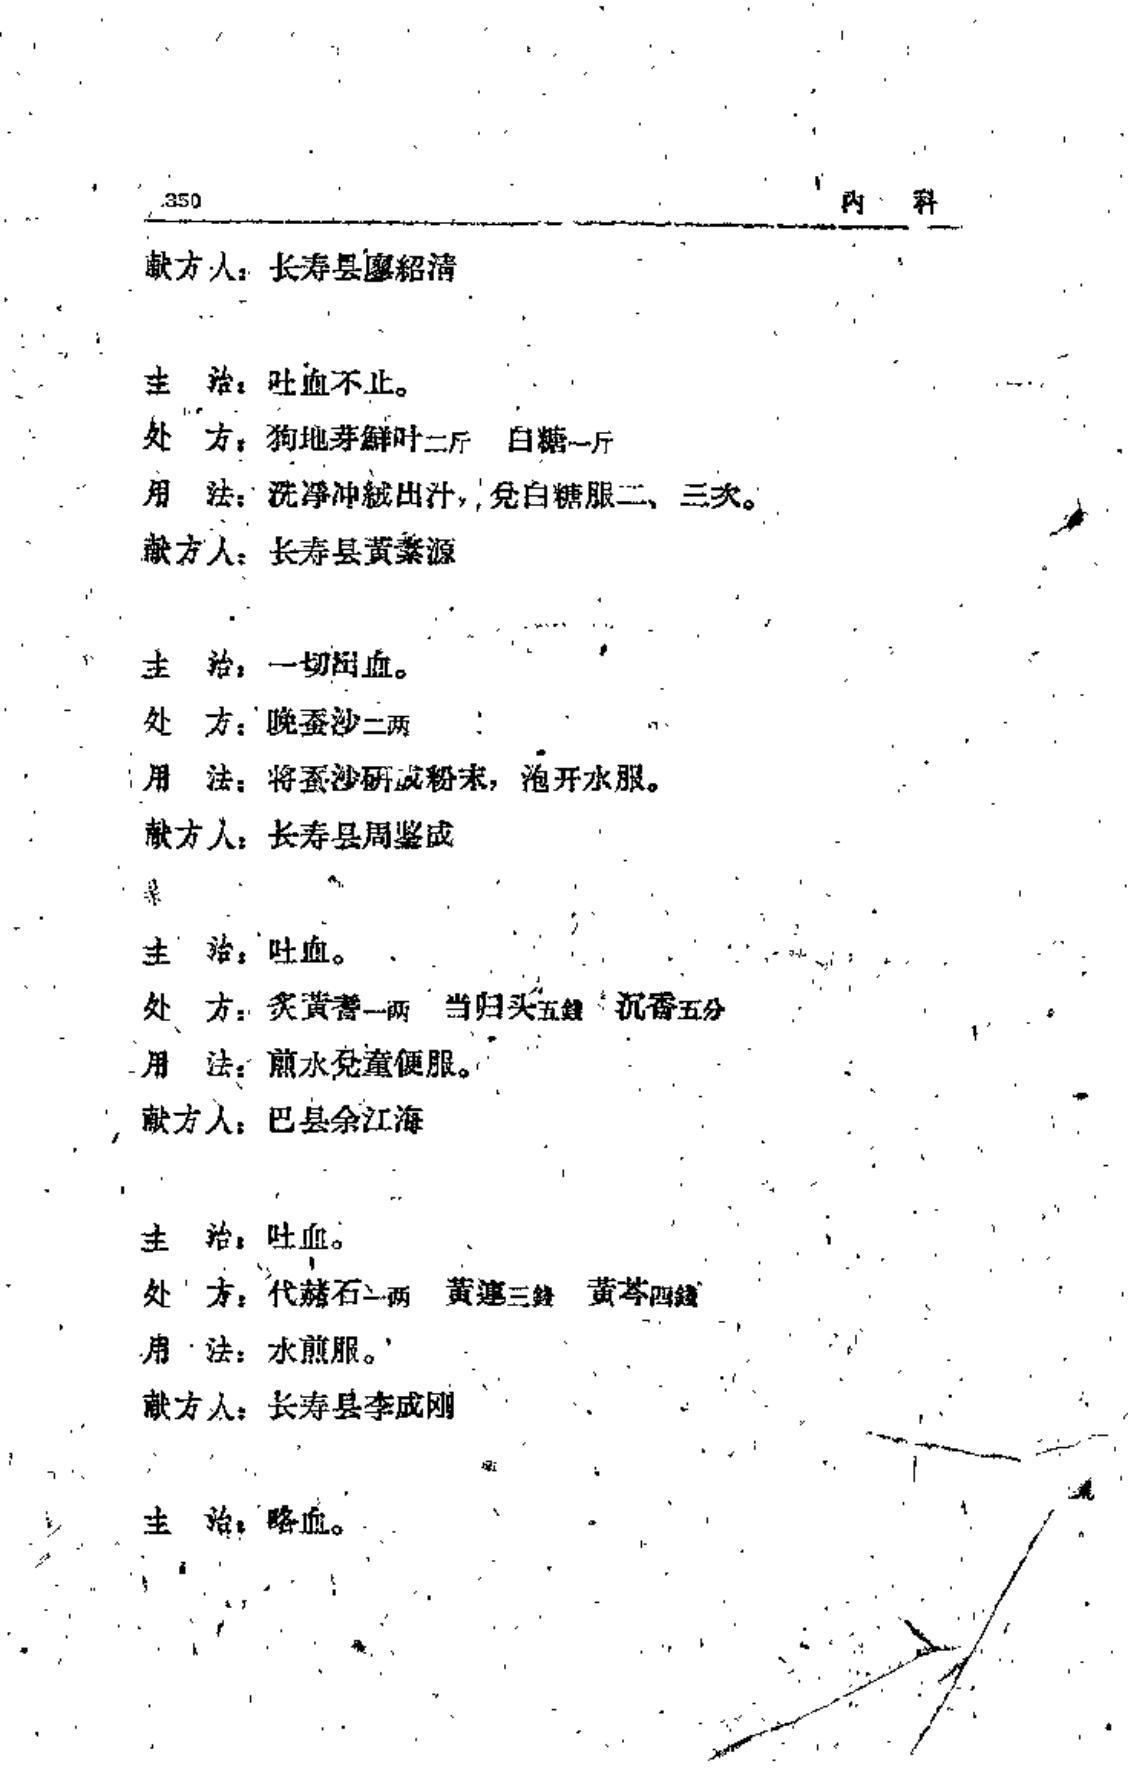 350 内 科
献方人：长寿县廖紹清
主 治：吐血不止。
处 方：狗地芽鮮叶二斤 白糖一斤
用 法：洗淨冲絨出汁，兌白糖服二、三次。
献方人：长寿县黄葉源
主 治：一切出血。
处 方：晚蚕沙二两
用 法：将蚕沙研成粉末，泡开水服。
献方人：长寿县周鉴成
主 治：吐血。
处 方：炙黄耆一两 当归头五錢 沉香五分
用 法：煎水兌童便服。
献方人：巴县余江海
主 治：吐血。
处 方：代赭石一两 黄連三錢 黄芩四錢
用 法：水煎服。
献方人：长寿县李成刚
主 治：咯血。